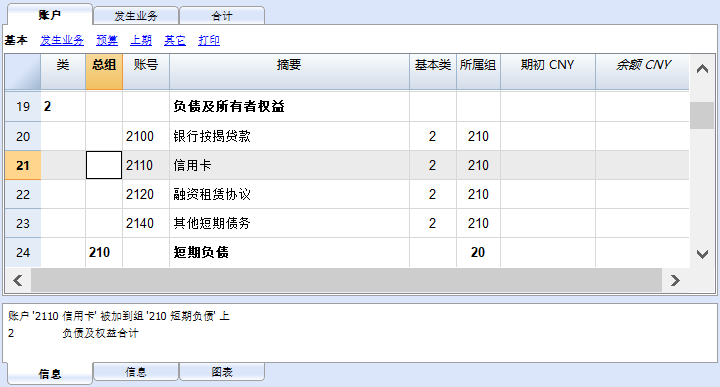 账户 发生业务 合计
基本 发生业务 预算 上期 其它 打印
类 总组 账号 摘要 基本类 所属组 期初 CNY 余额 CNY
19 2 负债及所有者权益
20 2100 银行按揭贷款 2 210
21 2110 信用卡 2 210
22 2120 融资租赁协议 2 210
23 2140 其他短期债务 2 210
24 210 短期负债 20
账户 '2110 信用卡' 被加到组 '210 短期负债' 上
2 负债及权益合计
信息 信息 图表